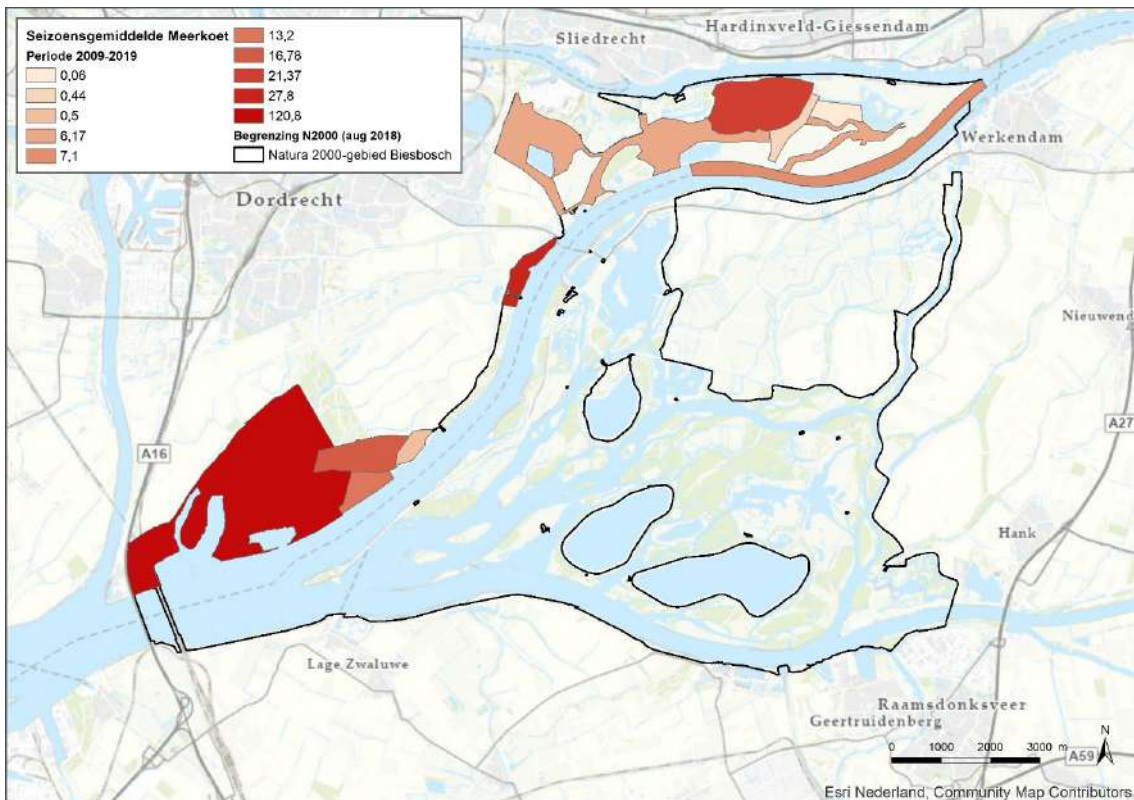 Seizoensgemiddelde Meerkoet
Periode 2009-2019
0,06
0,44
0,5
6,17
7,1
13,2
16,78
21,37
27,8
120,8
Begrenzing N2000 (aug 2018)
Natura 2000-gebied Biesbosch
Hardinxveld-Giessendam
Sliedrecht
Werkendam
Dordrecht
Nieuwend
A27
A16
Hank
Lage Zwaluwe
Raamsdonksveer
Geertruidenberg
N
0 1000 2000 3000 m
A59
Esri Nederland, Community Map Contributors